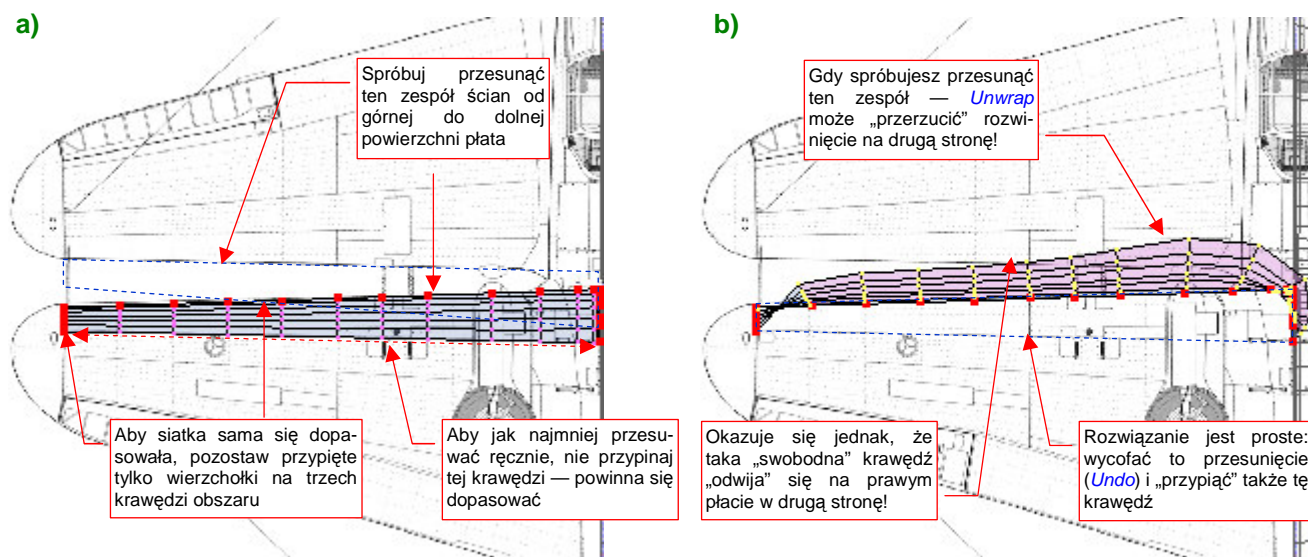 a)
Spróbuj przesunąć
ten zespół ścian od
górnej do dolnej
powierzchni płata
Aby siatka sama się dopa-
sowała, pozostaw przypięte
tylko wierzchołki na trzech
krawędzi obszaru
Aby jak najmniej przesu-
wać ręcznie, nie przypinaj
tej krawędzi — powinna się
dopasować
b)
Gdy spróbujesz przesunąć
ten zespół — Unwrap
może „przerzucić” rozwi-
nięcie na drugą stronę!
Okazuje się jednak, że
taka „swobodna” krawędź
„odwija” się na prawym
płacie w drugą stronę!
Rozwiązanie jest proste:
wycofać to przesunięcie
(Undo) i „przypiąć” także tę
krawędź